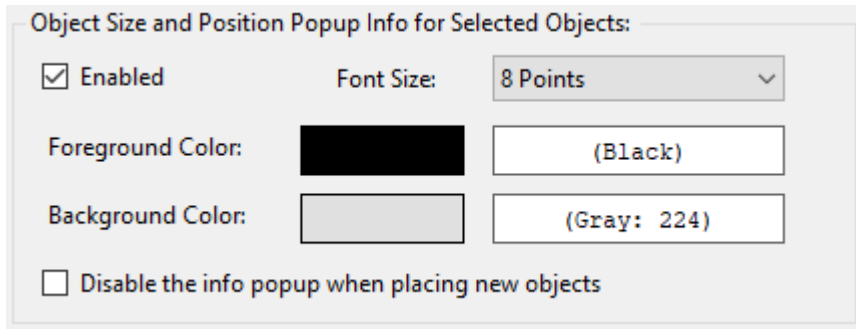 Object Size and Position Popup Info for Selected Objects:
Enabled Font Size: 8 Points
Foreground Color: (Black)
Background Color: (Gray: 224)
Disable the info popup when placing new objects